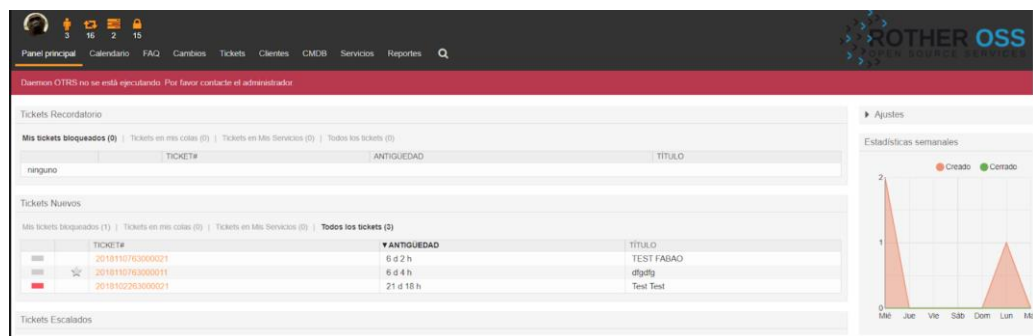 3 16 2 15
ROTHER OSS
OPEN SOURCE SERVICES
Panel principal Calendario FAQ Cambios Tickets Clientes CMDB Servicios Reportes
Daemon OTRS no se está ejecutando. Por favor contacte el administrador
Tickets Recordatorio
Mis tickets bloqueados (0) | Tickets en mis colas (0) | Tickets en Mis Servicios (0) | Todos los tickets (0)
TICKET# ANTIGÜEDAD TÍTULO
ninguno
Tickets Nuevos
Mis tickets bloqueados (1) | Tickets en mis colas (0) | Tickets en Mis Servicios (0) | Todos los tickets (3)
TICKET# ▼ ANTIGÜEDAD TÍTULO
2018110763000021 6 d 2 h TEST FABAO
2018110763000011 6 d 4 h dfgdfg
2018102263000021 21 d 18 h Test Test
Tickets Escalados
Ajustes
Estadísticas semanales
Creado Cerrado
2
1
0
Mié Jue Vie Sáb Dom Lun